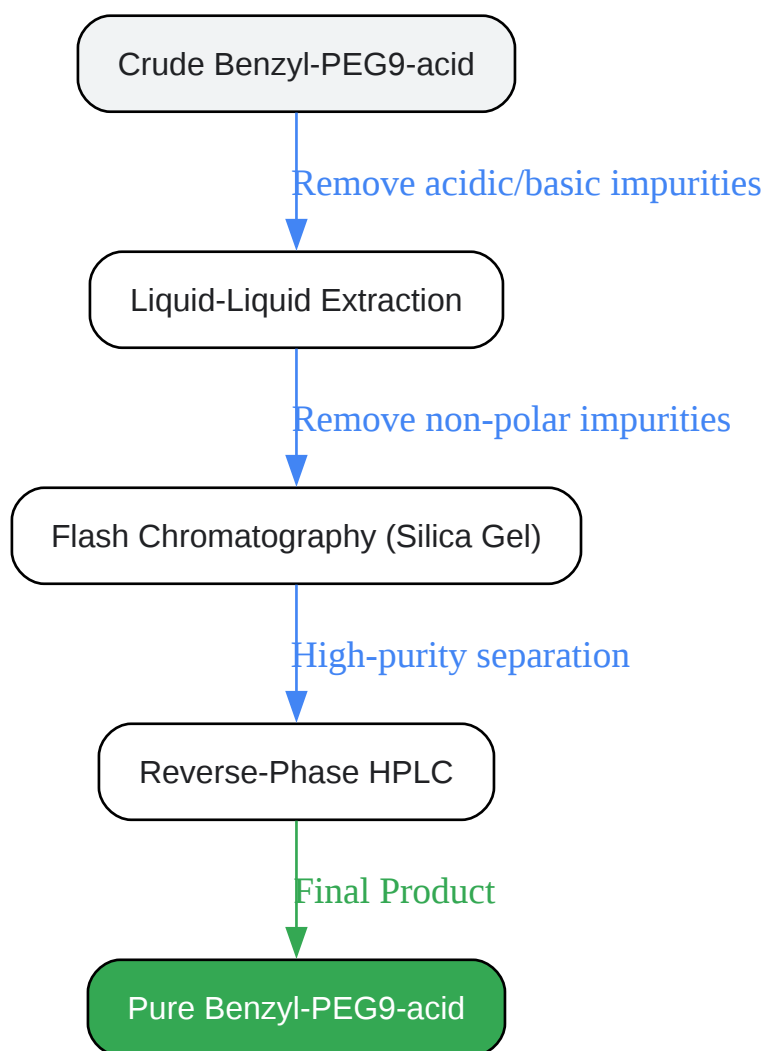 Crude Benzyl-PEG9-acid
Remove acidic/basic impurities
Liquid-Liquid Extraction
Remove non-polar impurities
Flash Chromatography (Silica Gel)
High-purity separation
Reverse-Phase HPLC
Final Product
Pure Benzyl-PEG9-acid